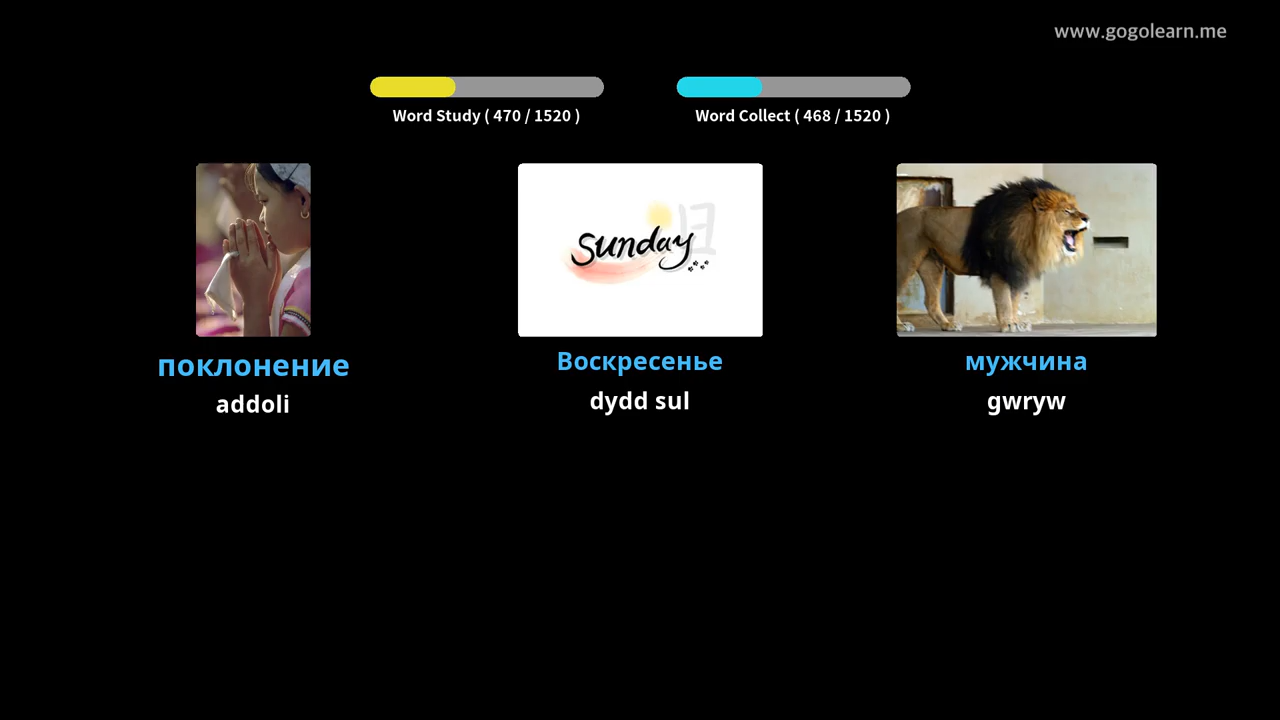 www.gogolearn.me
Word Study ( 470 / 1520 )
Word Collect ( 468 / 1520 )
Sunday
поклонение
Воскресенье
мужчина
addoli
dydd sul
gwryw